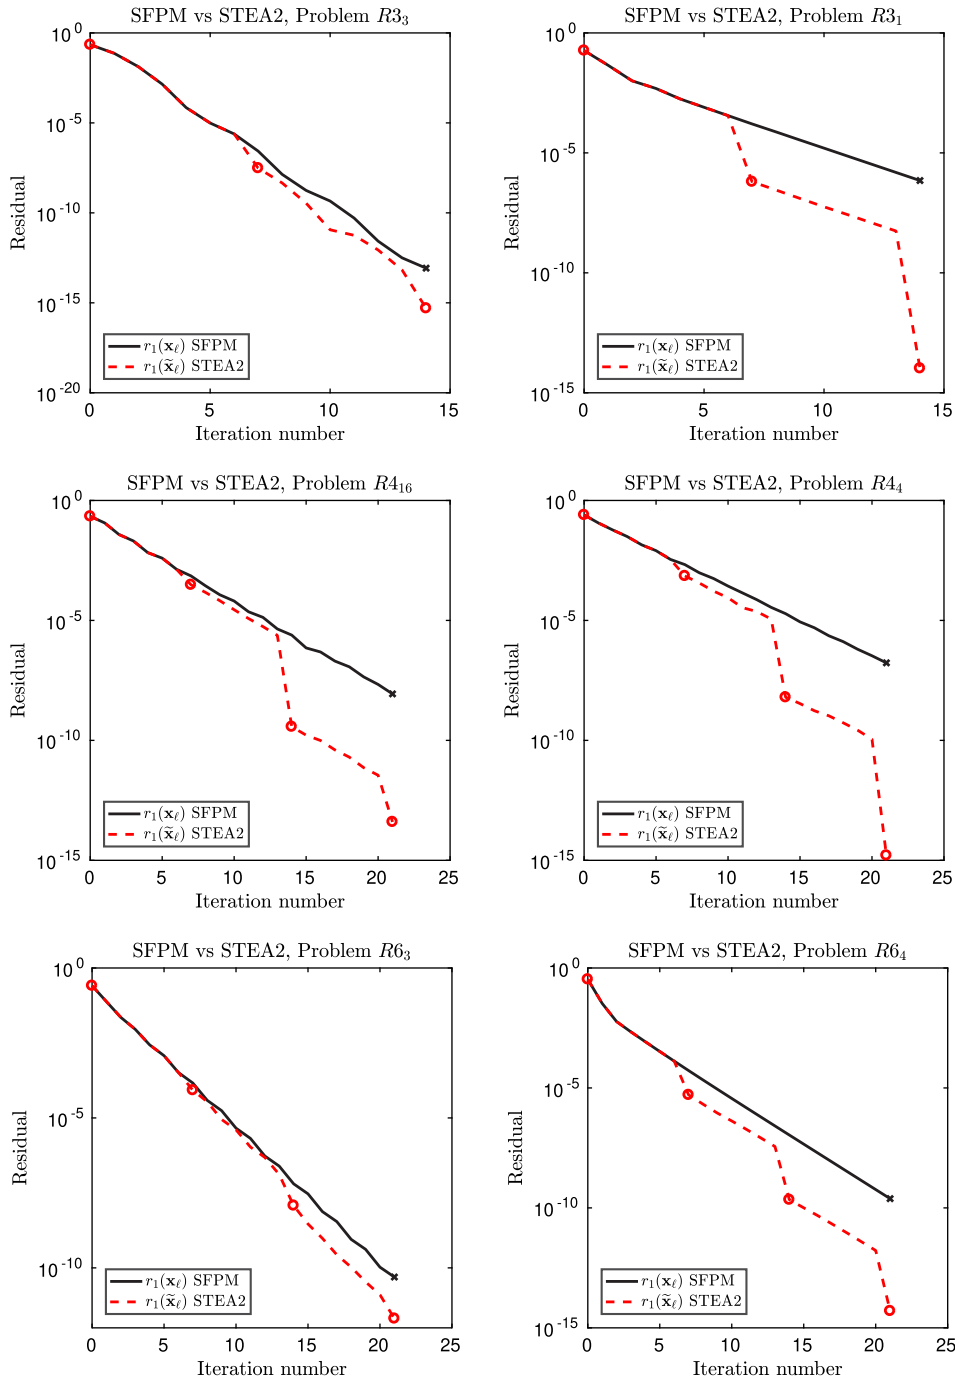 SFPM vs STEA2, Problem R3₃
10⁰
10⁻⁵
10⁻¹⁰
10⁻¹⁵
10⁻²⁰
Residual
r₁(x_ℓ) SFPM
r₁(x̃_ℓ) STEA2
0 5 10 15
Iteration number
SFPM vs STEA2, Problem R3₁
10⁰
10⁻⁵
10⁻¹⁰
10⁻¹⁵
Residual
r₁(x_ℓ) SFPM
r₁(x̃_ℓ) STEA2
0 5 10 15
Iteration number
SFPM vs STEA2, Problem R4₁₆
10⁰
10⁻⁵
10⁻¹⁰
10⁻¹⁵
Residual
r₁(x_ℓ) SFPM
r₁(x̃_ℓ) STEA2
0 5 10 15 20 25
Iteration number
SFPM vs STEA2, Problem R4₄
10⁰
10⁻⁵
10⁻¹⁰
10⁻¹⁵
Residual
r₁(x_ℓ) SFPM
r₁(x̃_ℓ) STEA2
0 5 10 15 20 25
Iteration number
SFPM vs STEA2, Problem R6₃
10⁰
10⁻⁵
10⁻¹⁰
Residual
r₁(x_ℓ) SFPM
r₁(x̃_ℓ) STEA2
0 5 10 15 20 25
Iteration number
SFPM vs STEA2, Problem R6₄
10⁰
10⁻⁵
10⁻¹⁰
10⁻¹⁵
Residual
r₁(x_ℓ) SFPM
r₁(x̃_ℓ) STEA2
0 5 10 15 20 25
Iteration number